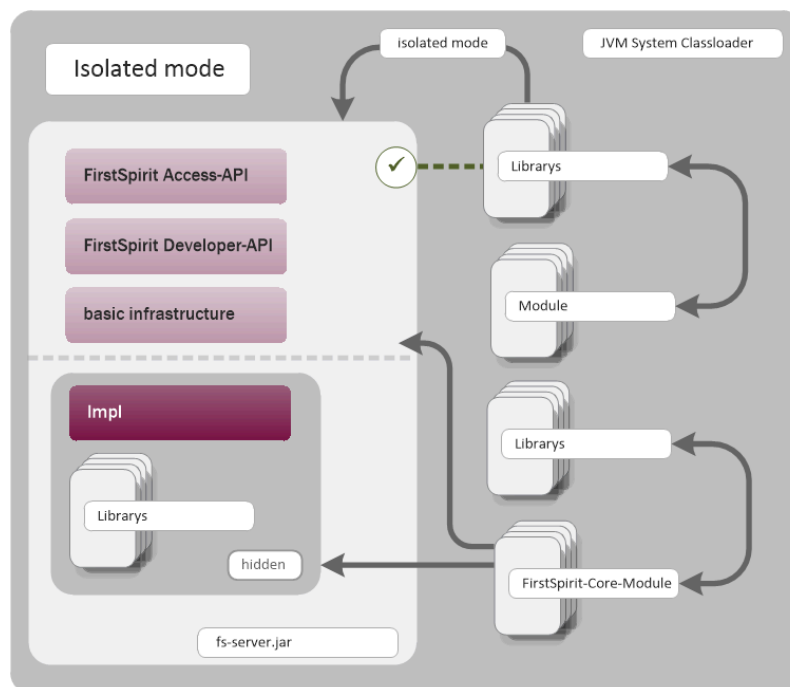 Isolated mode
isolated mode
JVM System Classloader
FirstSpirit Access-API
Librarys
FirstSpirit Developer-API
Module
basic infrastructure
Impl
Librarys
Librarys
hidden
FirstSpirit-Core-Module
fs-server.jar